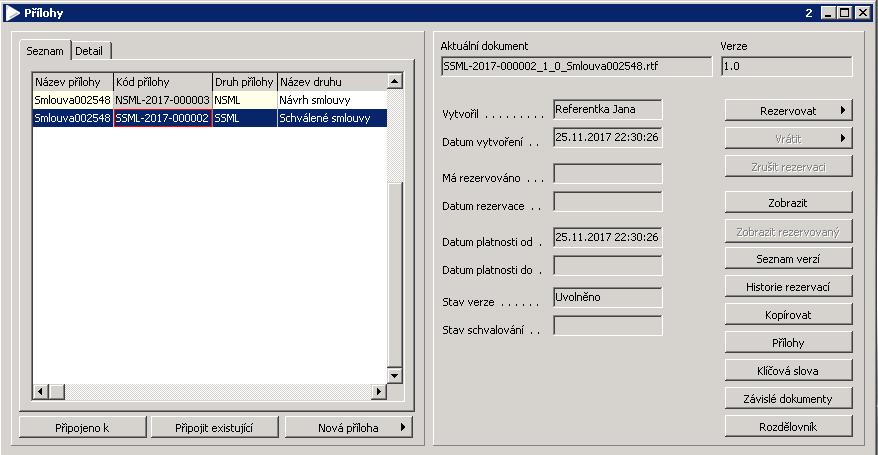 Přílohy 2
Seznam Detail
Název přílohy Kód přílohy Druh přílohy Název druhu
Smlouva002548 NSML-2017-000003 NSML Návrh smlouvy
Smlouva002548 SSML-2017-000002 SSML Schválené smlouvy
Připojeno k Připojit existující Nová příloha
Aktuální dokument Verze
SSML-2017-000002_1_0_Smlouva002548.rtf 1.0
Vytvořil . . . . . . . . . Referentka Jana
Datum vytvoření . . 25.11.2017 22:30:26
Má rezervováno . . .
Datum rezervace . .
Datum platnosti od . 25.11.2017 22:30:26
Datum platnosti do .
Stav verze . . . . . . Uvolněno
Stav schvalování . .
Rezervovat
Vrátit
Zrušit rezervaci
Zobrazit
Zobrazit rezervovaný
Seznam verzí
Historie rezervací
Kopírovat
Přílohy
Klíčová slova
Závislé dokumenty
Rozdělovník